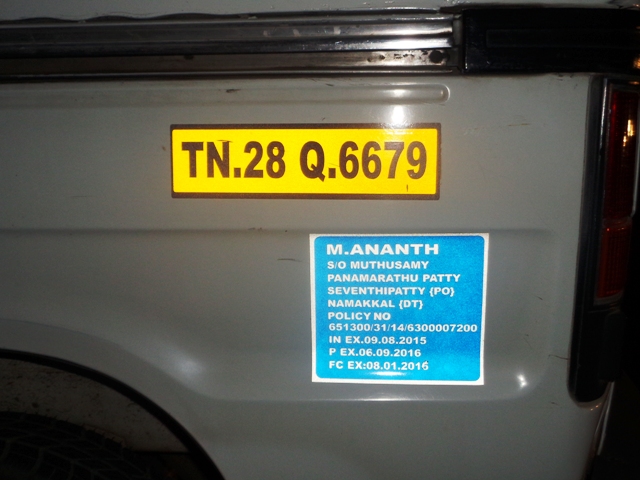 TN.28 Q.6679
M.ANANTH
S/O MUTHUSAMY
PANAMARATHU PATTY
SEVENTHIPATTY {PO}
NAMAKKAL {DT}
POLICY NO
651300/31/14/6300007200
IN EX.09.08.2015
P EX.06.09.2016
FC EX:08.01.2016